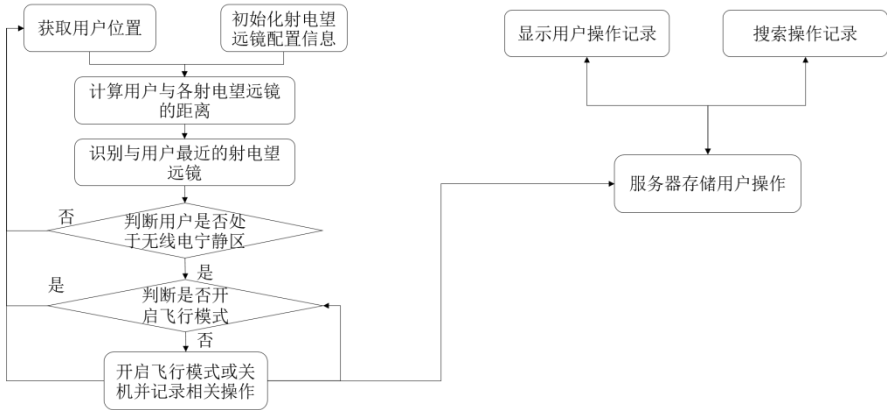 获取用户位置
初始化射电望
远镜配置信息
显示用户操作记录
搜索操作记录
计算用户与各射电望远镜
的距离
识别与用户最近的射电望
远镜
服务器存储用户操作
否
判断用户是否处
于无线电宁静区
是
是
判断是否开
启飞行模式
否
开启飞行模式或关
机并记录相关操作